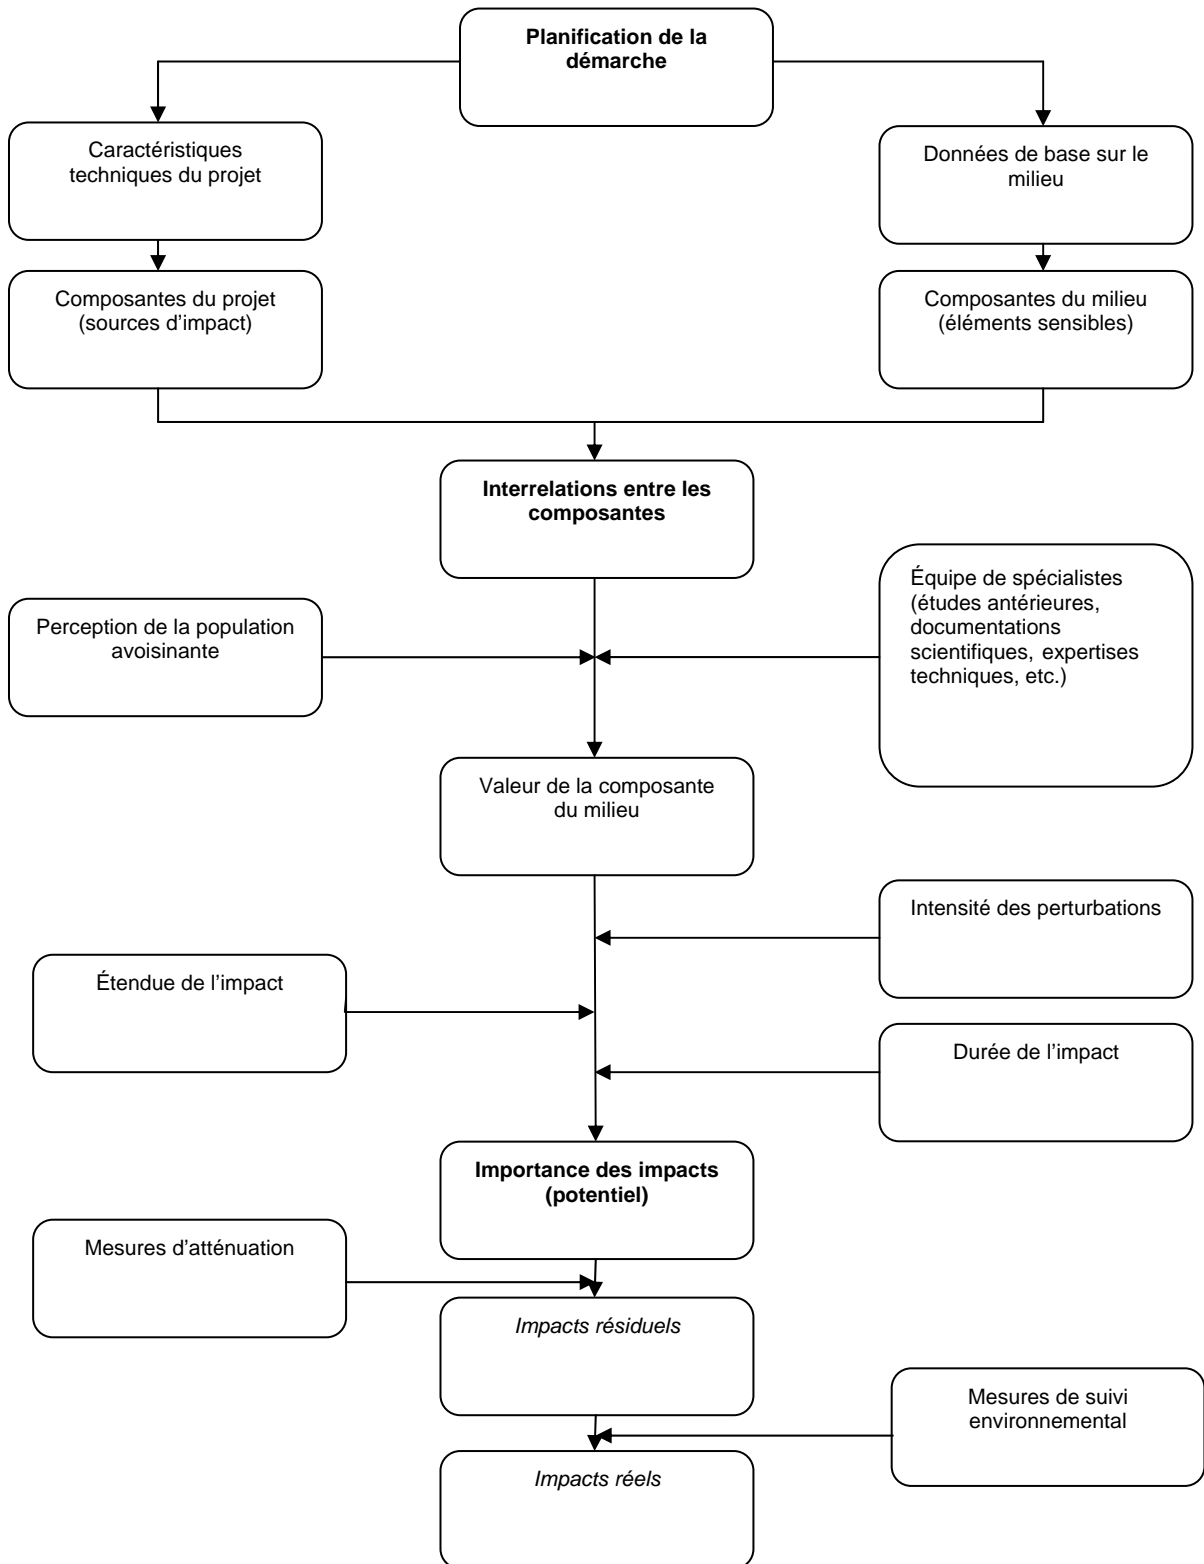 Planification de la
démarche
Caractéristiques
techniques du projet
Données de base sur le
milieu
Composantes du projet
(sources d’impact)
Composantes du milieu
(éléments sensibles)
Interrelations entre les
composantes
Perception de la population
avoisinante
Équipe de spécialistes
(études antérieures,
documentations
scientifiques, expertises
techniques, etc.)
Valeur de la composante
du milieu
Intensité des perturbations
Étendue de l’impact
Durée de l’impact
Importance des impacts
(potentiel)
Mesures d’atténuation
Impacts résiduels
Mesures de suivi
environnemental
Impacts réels